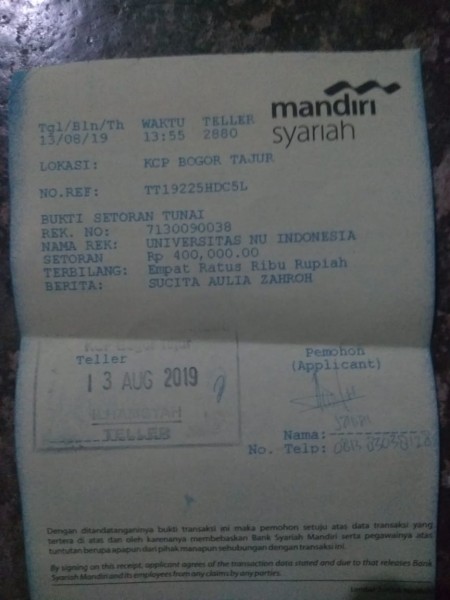 mandiri
syariah
Tgl/Bln/Th WAKTU TELLER
13/08/19 13:55 2880
LOKASI: KCP BOGOR TAJUR
NO.REF: TT19225HDC5L
BUKTI SETORAN TUNAI
REK. NO: 7130090038
NAMA REK: UNIVERSITAS NU INDONESIA
SETORAN Rp 400,000.00
TERBILANG: Empat Ratus Ribu Rupiah
BERITA: SUCITA AULIA ZAHROH
Teller
13 AUG 2019
TELLER
Pemohon
(Applicant)
Nama:
No. Telp:
Dengan ditandatanganinya bukti transaksi ini maka pemohon setuju atas data transaksi yang
tertera di atas dan oleh karenanya membebaskan Bank Syariah Mandiri serta pegawainya atas
tuntutan berupa apapun dari pihak manapun sehubungan dengan transaksi ini.
By signing on this receipt, applicant agrees of the transaction data stated and due to that releases Bank
Syariah Mandiri and its employees from any claims by any parties.